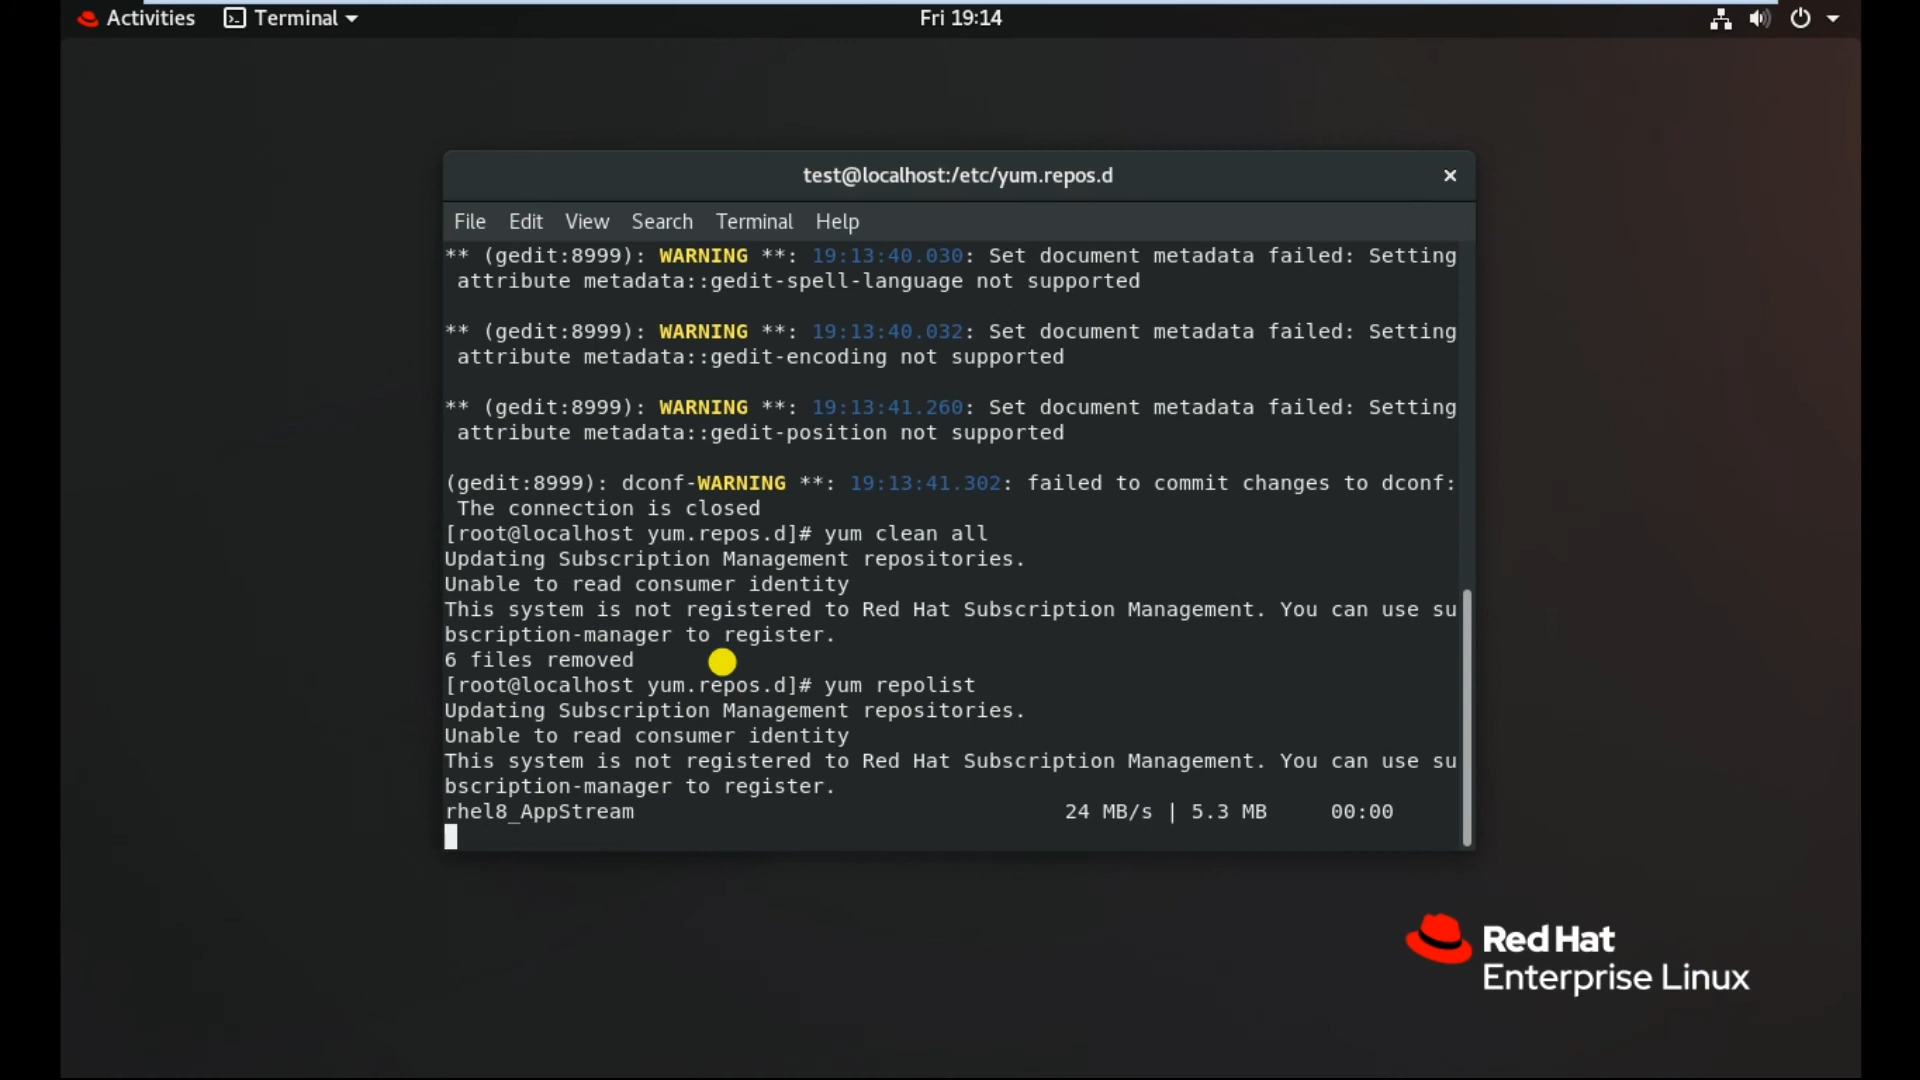 Activities Terminal Fri 19:14
test@localhost:/etc/yum.repos.d
File Edit View Search Terminal Help
** (gedit:8999): WARNING **: 19:13:40.030: Set document metadata failed: Setting
attribute metadata::gedit-spell-language not supported
** (gedit:8999): WARNING **: 19:13:40.032: Set document metadata failed: Setting
attribute metadata::gedit-encoding not supported
** (gedit:8999): WARNING **: 19:13:41.260: Set document metadata failed: Setting
attribute metadata::gedit-position not supported
(gedit:8999): dconf-WARNING **: 19:13:41.302: failed to commit changes to dconf:
The connection is closed
[root@localhost yum.repos.d]# yum clean all
Updating Subscription Management repositories.
Unable to read consumer identity
This system is not registered to Red Hat Subscription Management. You can use su
bscription-manager to register.
6 files removed
[root@localhost yum.repos.d]# yum repolist
Updating Subscription Management repositories.
Unable to read consumer identity
This system is not registered to Red Hat Subscription Management. You can use su
bscription-manager to register.
rhel8_AppStream 24 MB/s | 5.3 MB 00:00
Red Hat
Enterprise Linux